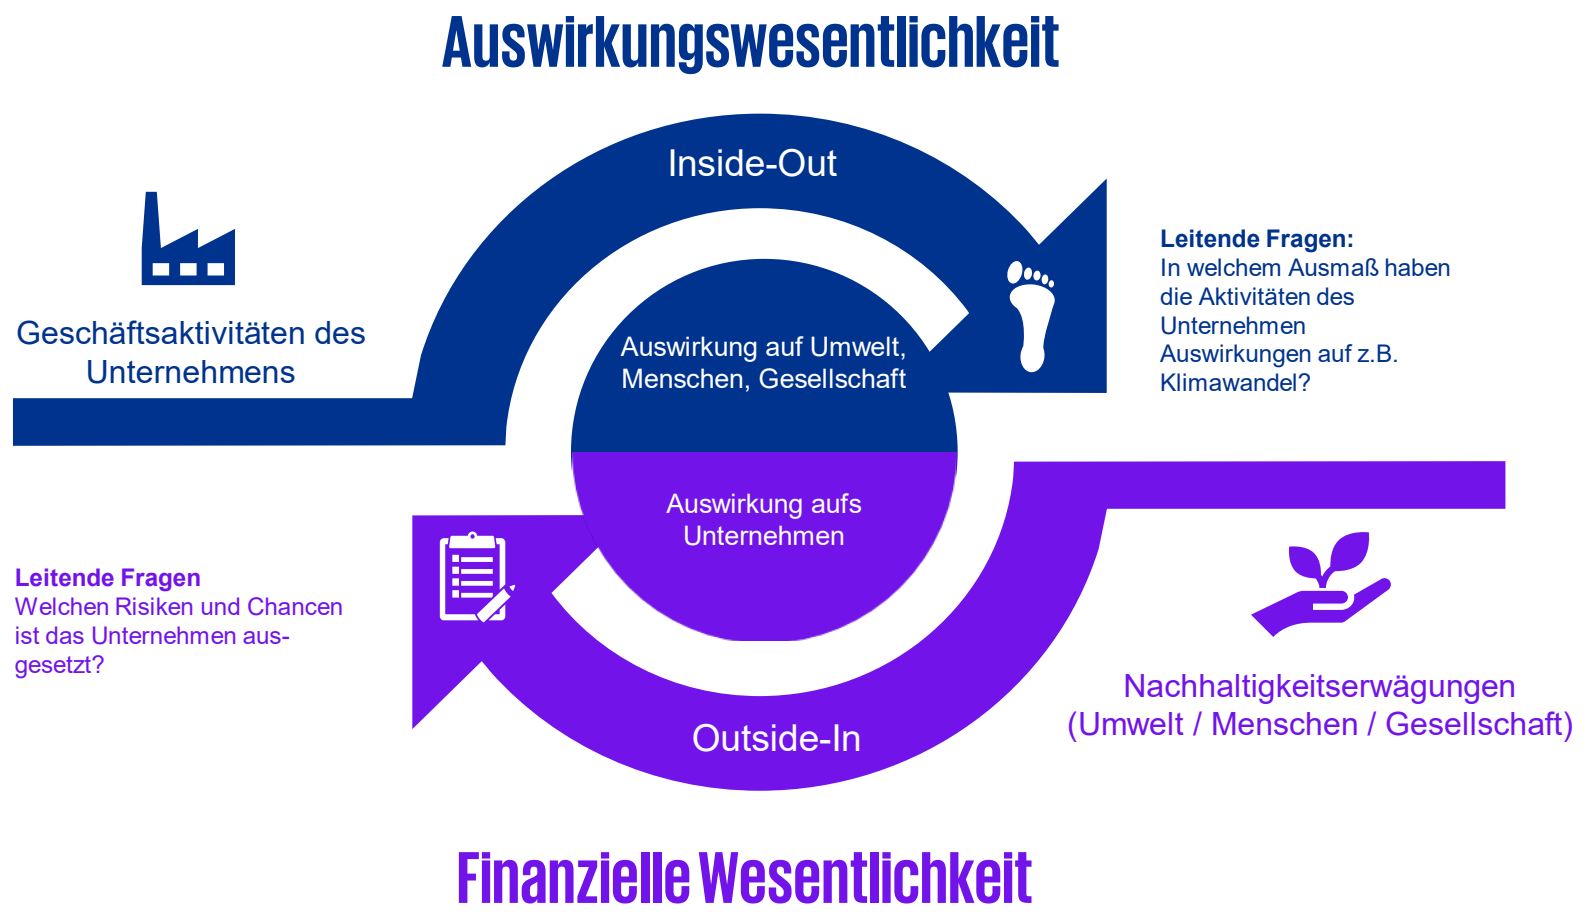 Auswirkungswesentlichkeit
Inside-Out
Geschäftsaktivitäten des
Unternehmens
Leitende Fragen:
In welchem Ausmaß haben
die Aktivitäten des
Unternehmen
Auswirkungen auf z.B.
Klimawandel?
Auswirkung auf Umwelt,
Menschen, Gesellschaft
Auswirkung aufs
Unternehmen
Leitende Fragen
Welchen Risiken und Chancen
ist das Unternehmen aus-
gesetzt?
Nachhaltigkeitserwägungen
(Umwelt / Menschen / Gesellschaft)
Outside-In
Finanzielle Wesentlichkeit